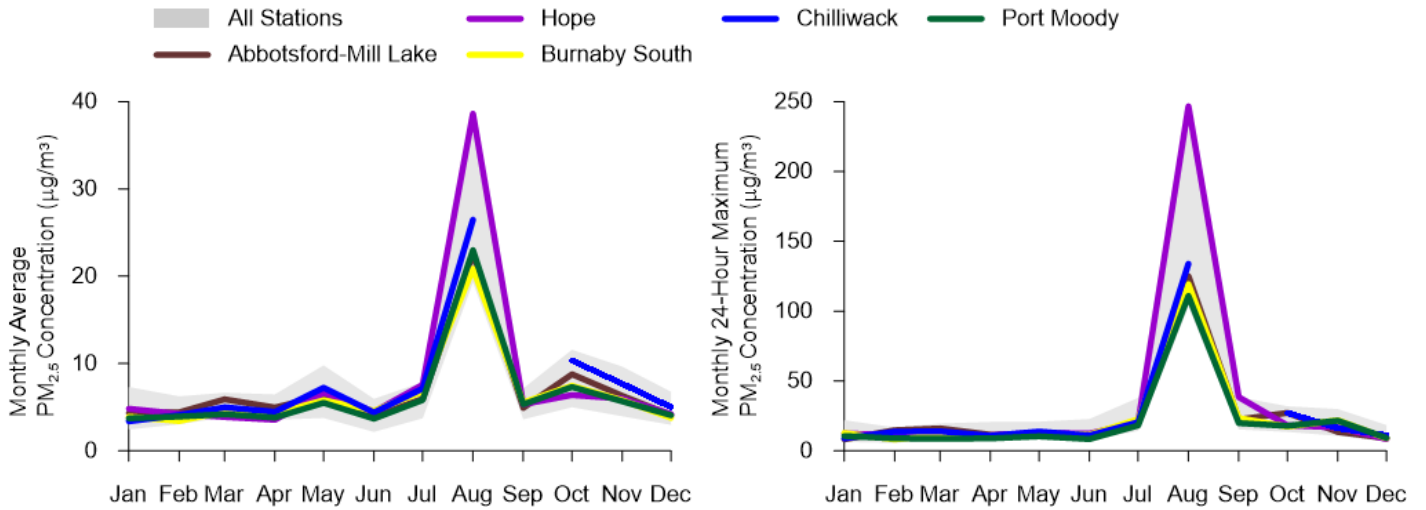 All Stations
Hope
Chilliwack
Port Moody
Abbotsford-Mill Lake
Burnaby South
Monthly Average
PM2.5 Concentration (μg/m³)
40
30
20
10
0
Jan Feb Mar Apr May Jun Jul Aug Sep Oct Nov Dec
Monthly 24-Hour Maximum
PM2.5 Concentration (μg/m³)
250
200
150
100
50
0
Jan Feb Mar Apr May Jun Jul Aug Sep Oct Nov Dec